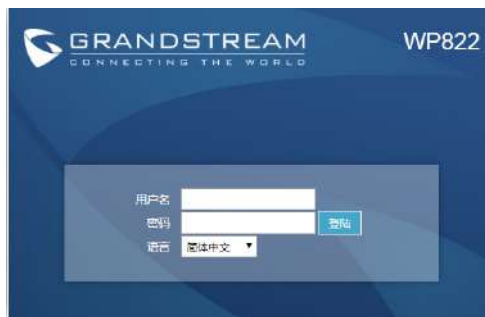 GRANDSTREAM WP822
CONNECTING THE WORLD
用户名
密码 登陆
语言 简体中文